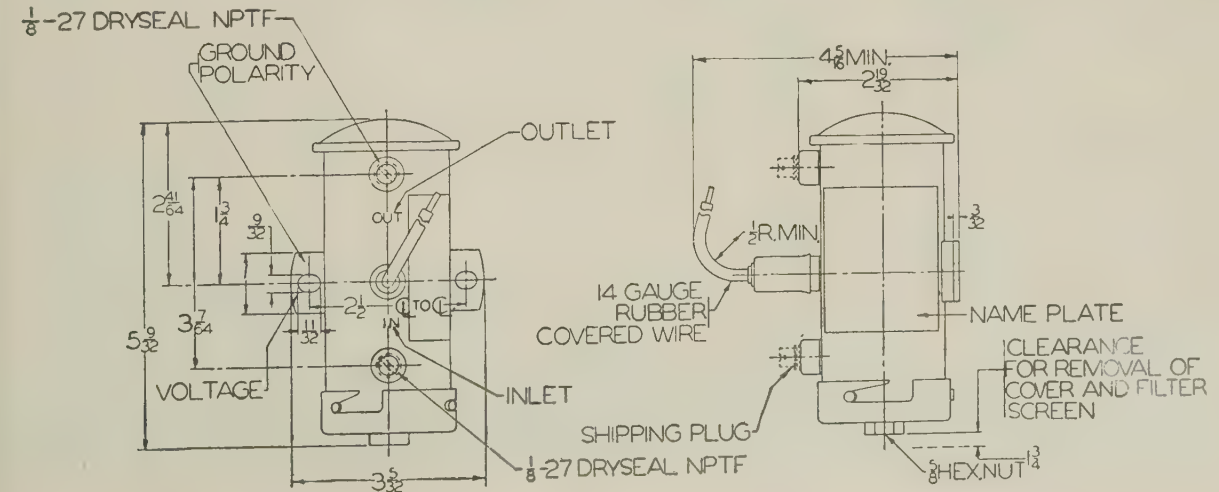 1/8-27 DRYSEAL NPTF
GROUND
POLARITY
OUTLET
2 41/64
1 3/4
9/32
OUT
5 9/32
3 7/64
2 1/2
℄ TO ℄
11/32
IN
VOLTAGE
INLET
1/8-27 DRYSEAL NPTF
3 5/32
4 5/16 MIN.
2 19/32
3/32
1/2 R. MIN.
14 GAUGE
RUBBER
COVERED WIRE
NAME PLATE
CLEARANCE
FOR REMOVAL OF
COVER AND FILTER
SCREEN
SHIPPING PLUG
5/8 HEX. NUT
1 3/4